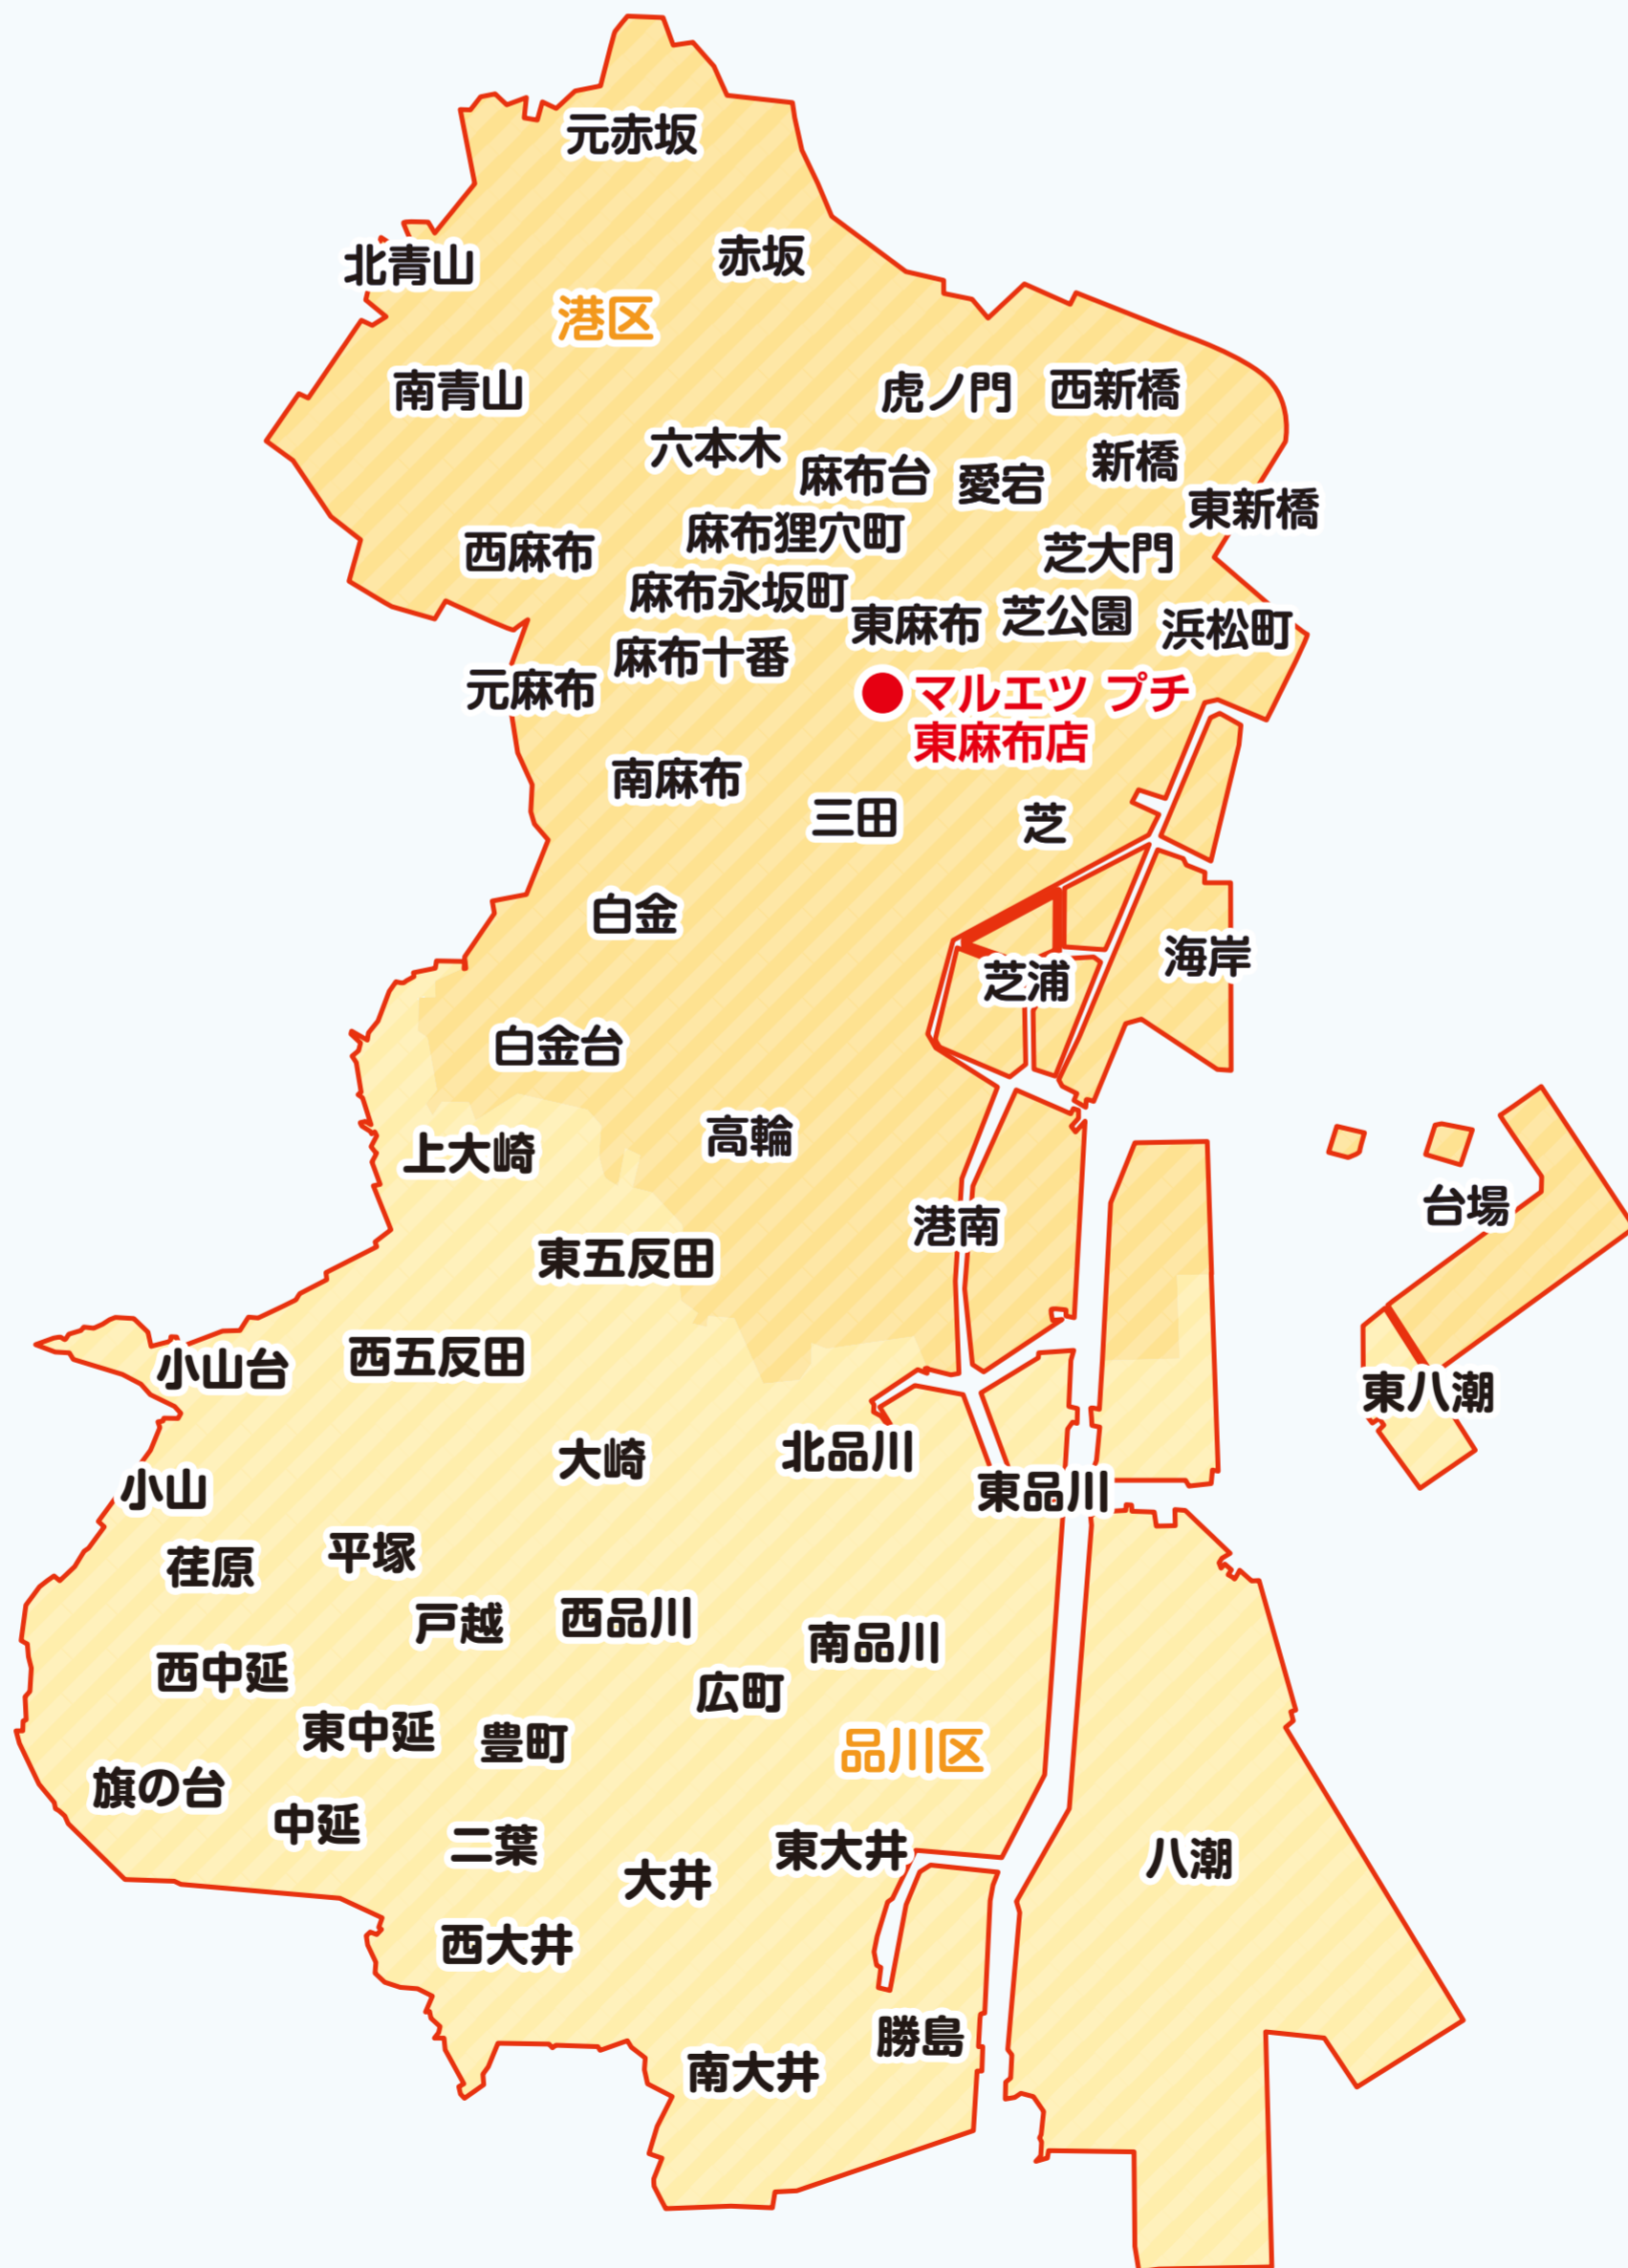 元赤坂
北青山
赤坂
港区
南青山
虎ノ門
西新橋
六本木
麻布台
愛宕
新橋
東新橋
西麻布
麻布狸穴町
芝大門
麻布永坂町
東麻布
芝公園
浜松町
麻布十番
元麻布
マルエツ プチ
東麻布店
南麻布
三田
芝
白金
海岸
芝浦
白金台
高輪
上大崎
台場
港南
東五反田
西五反田
小山台
東八潮
大崎
北品川
小山
東品川
荏原
平塚
戸越
西品川
南品川
西中延
広町
東中延
豊町
品川区
旗の台
中延
二葉
東大井
八潮
大井
西大井
勝島
南大井